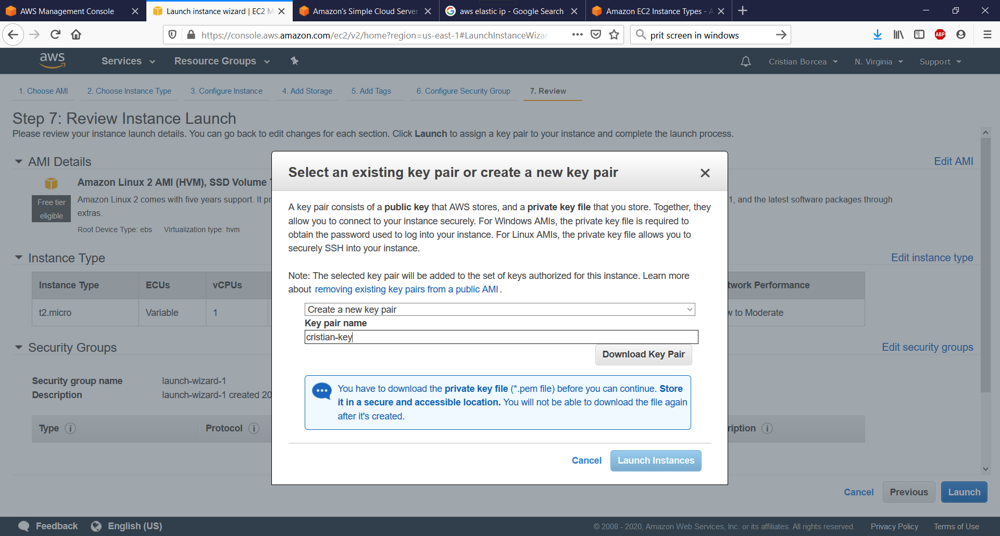 AWS Management Console
Launch instance wizard | EC2 M
Amazon's Simple Cloud Server
aws elastic ip - Google Search
Amazon EC2 Instance Types - A
https://console.aws.amazon.com/ec2/v2/home?region=us-east-1#LaunchInstanceWizar
prit screen in windows
ABP
aws
Services
Resource Groups
Cristian Borcea
N. Virginia
Support
1. Choose AMI
2. Choose Instance Type
3. Configure Instance
4. Add Storage
5. Add Tags
6. Configure Security Group
7. Review
Step 7: Review Instance Launch
Please review your instance launch details. You can go back to edit changes for each section. Click Launch to assign a key pair to your instance and complete the launch process.
AMI Details
Edit AMI
Amazon Linux 2 AMI (HVM), SSD Volume
Free tier
eligible
Amazon Linux 2 comes with five years support. It pr
1, and the latest software packages through
extras.
Root Device Type: ebs Virtualization type: hvm
Instance Type
Edit instance type
Instance Type ECUs vCPUs
twork Performance
t2.micro Variable 1
w to Moderate
Security Groups
Edit security groups
Security group name launch-wizard-1
Description launch-wizard-1 created 20
Type i Protocol i
ription i
Select an existing key pair or create a new key pair
A key pair consists of a public key that AWS stores, and a private key file that you store. Together, they
allow you to connect to your instance securely. For Windows AMIs, the private key file is required to
obtain the password used to log into your instance. For Linux AMIs, the private key file allows you to
securely SSH into your instance.
Note: The selected key pair will be added to the set of keys authorized for this instance. Learn more
about removing existing key pairs from a public AMI .
Create a new key pair
Key pair name
cristian-key
Download Key Pair
You have to download the private key file (*.pem file) before you can continue. Store
it in a secure and accessible location. You will not be able to download the file again
after it's created.
Cancel
Launch Instances
Cancel
Previous
Launch
Feedback
English (US)
© 2008 - 2020, Amazon Web Services, Inc. or its affiliates. All rights reserved.
Privacy Policy
Terms of Use